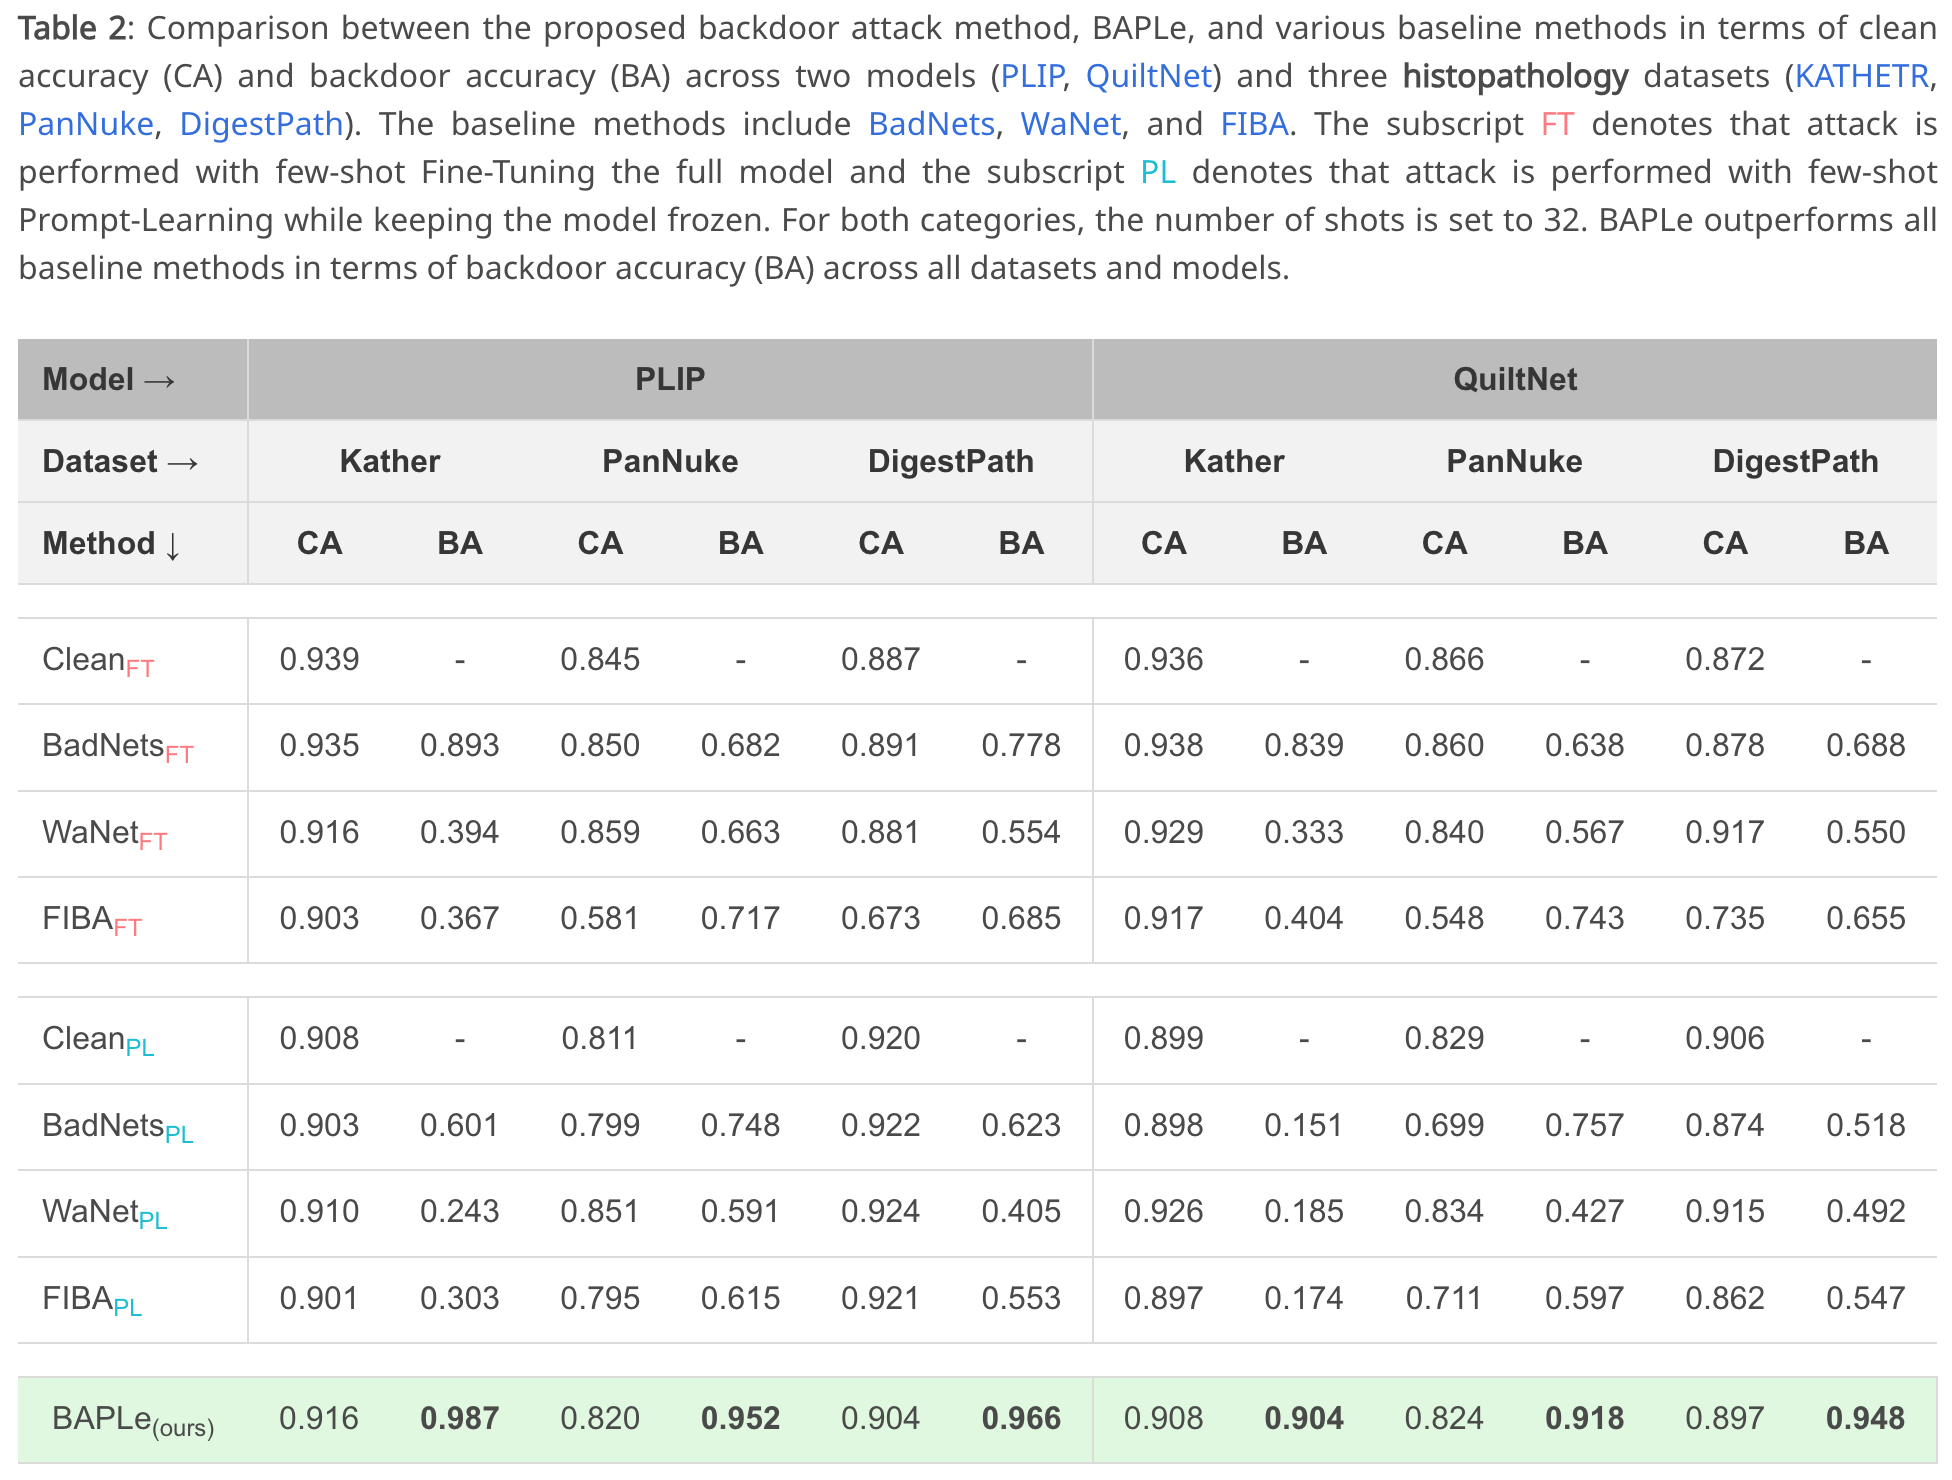 Table 2: Comparison between the proposed backdoor attack method, BAPLe, and various baseline methods in terms of clean
accuracy (CA) and backdoor accuracy (BA) across two models (PLIP, QuiltNet) and three histopathology datasets (KATHETR,
PanNuke, DigestPath). The baseline methods include BadNets, WaNet, and FIBA. The subscript FT denotes that attack is
performed with few-shot Fine-Tuning the full model and the subscript PL denotes that attack is performed with few-shot
Prompt-Learning while keeping the model frozen. For both categories, the number of shots is set to 32. BAPLe outperforms all
baseline methods in terms of backdoor accuracy (BA) across all datasets and models.
Model → PLIP QuiltNet
Dataset → Kather PanNuke DigestPath Kather PanNuke DigestPath
Method ↓ CA BA CA BA CA BA CA BA CA BA CA BA
CleanFT 0.939 - 0.845 - 0.887 - 0.936 - 0.866 - 0.872 -
BadNetsFT 0.935 0.893 0.850 0.682 0.891 0.778 0.938 0.839 0.860 0.638 0.878 0.688
WaNetFT 0.916 0.394 0.859 0.663 0.881 0.554 0.929 0.333 0.840 0.567 0.917 0.550
FIBAFT 0.903 0.367 0.581 0.717 0.673 0.685 0.917 0.404 0.548 0.743 0.735 0.655
CleanPL 0.908 - 0.811 - 0.920 - 0.899 - 0.829 - 0.906 -
BadNetsPL 0.903 0.601 0.799 0.748 0.922 0.623 0.898 0.151 0.699 0.757 0.874 0.518
WaNetPL 0.910 0.243 0.851 0.591 0.924 0.405 0.926 0.185 0.834 0.427 0.915 0.492
FIBAPL 0.901 0.303 0.795 0.615 0.921 0.553 0.897 0.174 0.711 0.597 0.862 0.547
BAPLe(ours) 0.916 0.987 0.820 0.952 0.904 0.966 0.908 0.904 0.824 0.918 0.897 0.948